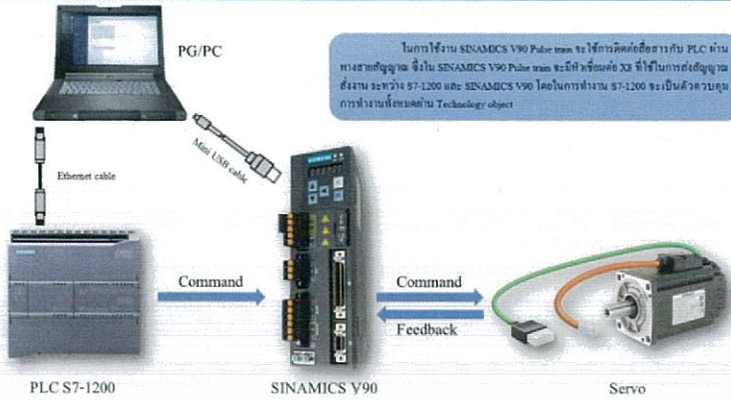 PG/PC
ในการใช้งาน SINAMICS V90 Pulse train จะใช้การติดต่อสื่อสารกับ PLC ผ่าน
ทางสายสัญญาณ ซึ่งใน SINAMICS V90 Pulse train จะมีหัวเชื่อมต่อ X8 ที่ใช้ในการส่งสัญญาณ
สั่งงาน ระหว่าง S7-1200 และ SINAMICS V90 โดยในการทำงาน S7-1200 จะเป็นตัวควบคุม
การทำงานทั้งหมดผ่าน Technology object
Mini USB cable
Ethernet cable
SIEMENS
Command
Command
Feedback
PLC S7-1200
SINAMICS V90
Servo